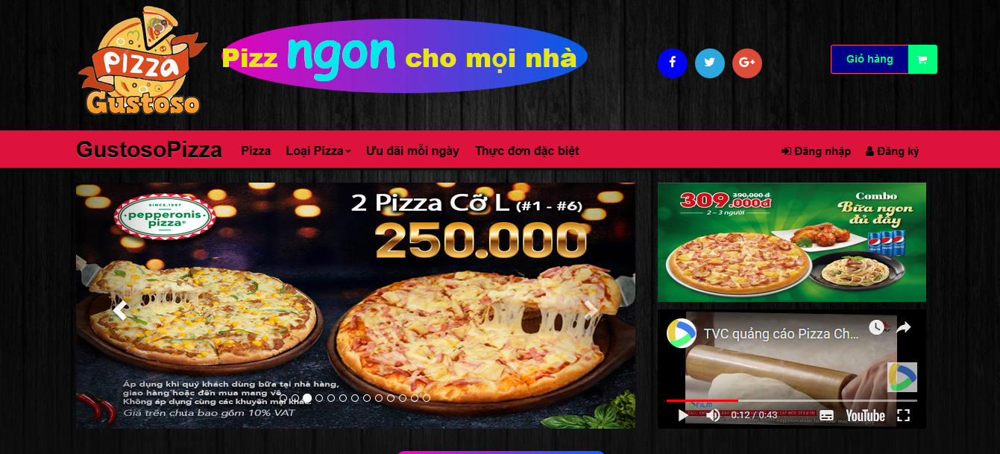 PIZZA
Gustoso
Pizz ngon cho mọi nhà
Giỏ hàng
GustosoPizza
Pizza
Loại Pizza
Ưu đãi mỗi ngày
Thực đơn đặc biệt
Đăng nhập
Đăng ký
SINCE.1997
pepperonis
pizza
2 Pizza Cỡ L (#1 - #6)
250.000
Áp dụng khi quý khách dùng bữa tại nhà hàng,
giao hàng hoặc đến mua mang về
Không áp dụng cùng các khuyến mại khác.
Giá trên chưa bao gồm 10% VAT
309.000đ
390,000 đ
2 – 3 người
Combo
Bữa ngon
đủ đầy
TVC quảng cáo Pizza Ch...
0:12 / 0:43
YouTube